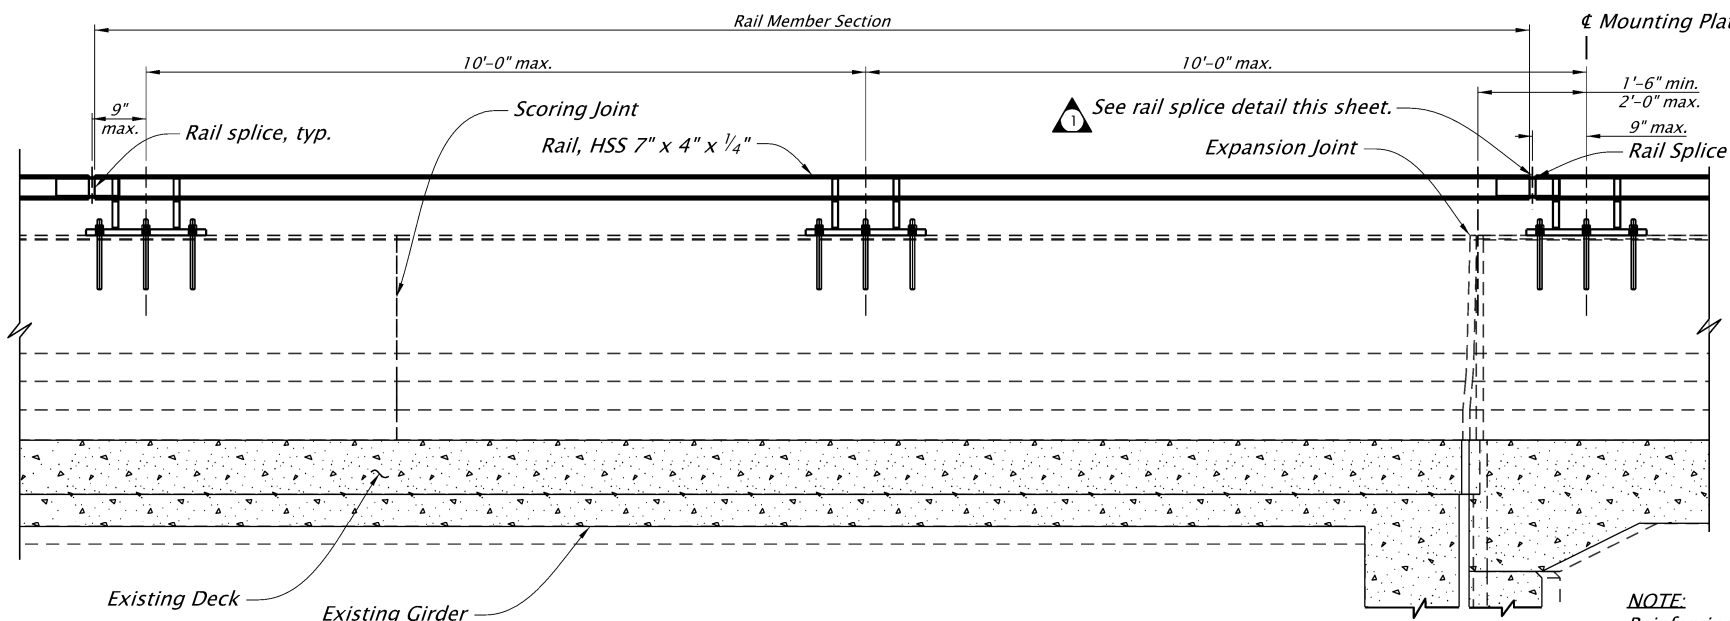 Rail Member Section
℄ Mounting
10'-0" max.
10'-0" max.
1'-6" min.
2'-0" max.
9"
max.
Scoring Joint
1
See rail splice detail this sheet.
9" max.
Rail splice, typ.
Rail, HSS 7" x 4" x 1/4"
Expansion Joint
Rail Splice
Existing Deck
Existing Girder
NOTE: